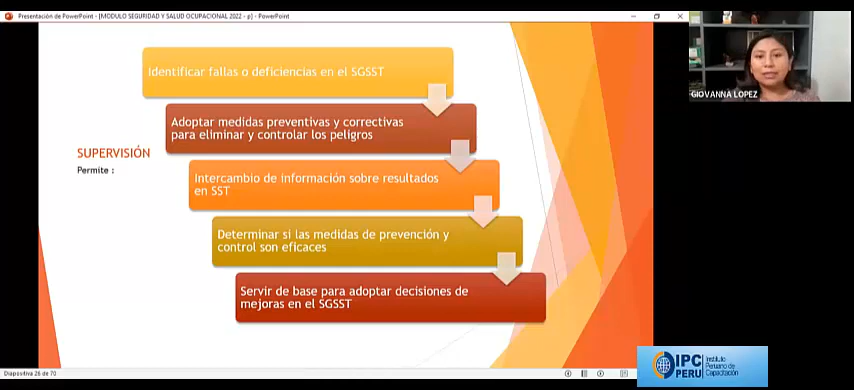 Presentación de PowerPoint - [MODULO SEGURIDAD Y SALUD OCUPACIONAL 2022 - p] - PowerPoint
Identificar fallas o deficiencias en el SGSST
Adoptar medidas preventivas y correctivas
para eliminar y controlar los peligros
SUPERVISIÓN
Permite :
Intercambio de información sobre resultados
en SST
Determinar si las medidas de prevención y
control son eficaces
Servir de base para adoptar decisiones de
mejoras en el SGSST
Diapositiva 26 de 70
GIOVANNA LOPEZ
IPC
PERU
Instituto
Peruano de
Capacitación